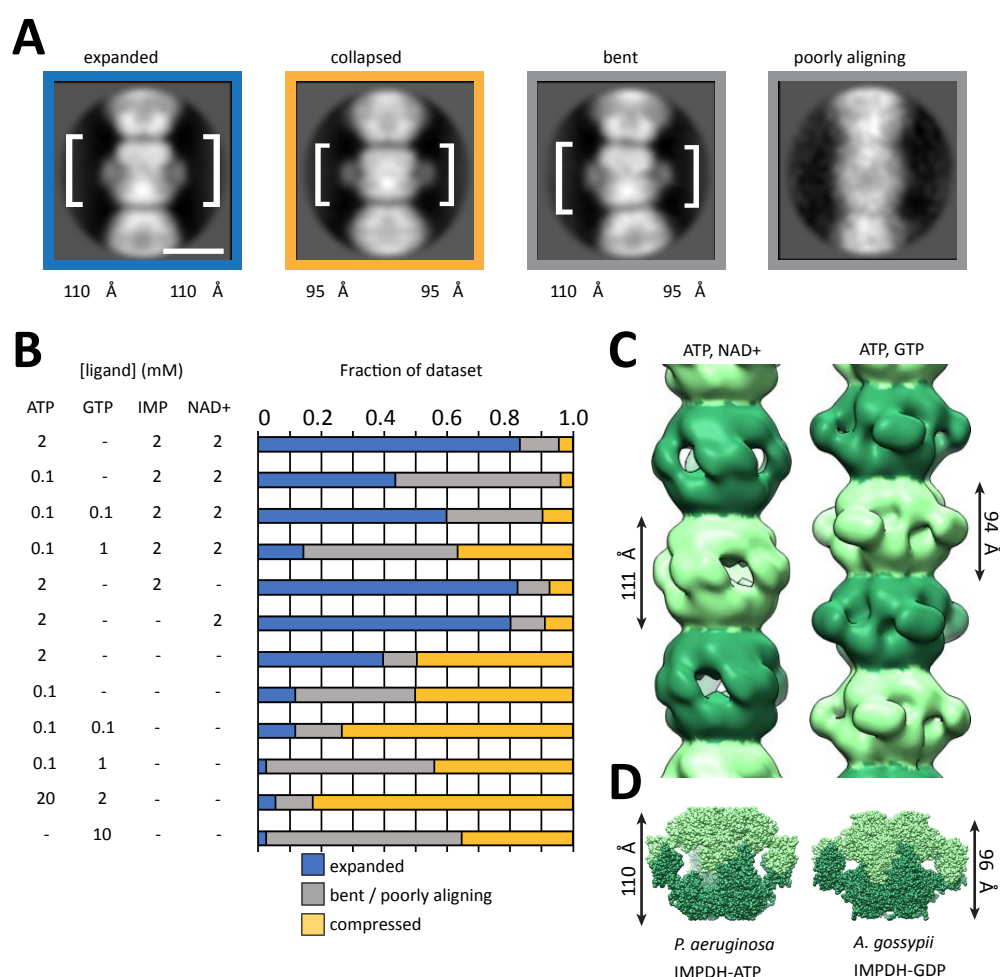 A
expanded
collapsed
bent
poorly aligning
110 Å 110 Å
95 Å 95 Å
110 Å 95 Å
B
[ligand] (mM)
Fraction of dataset
ATP GTP IMP NAD+
0 0.2 0.4 0.6 0.8 1.0
2 - 2 2
0.1 - 2 2
0.1 0.1 2 2
0.1 1 2 2
2 - 2 -
2 - - 2
2 - - -
0.1 - - -
0.1 0.1 - -
0.1 1 - -
20 2 - -
- 10 - -
expanded
bent / poorly aligning
compressed
C
ATP, NAD+
ATP, GTP
111 Å
94 Å
D
110 Å
96 Å
P. aeruginosa
IMPDH-ATP
A. gossypii
IMPDH-GDP